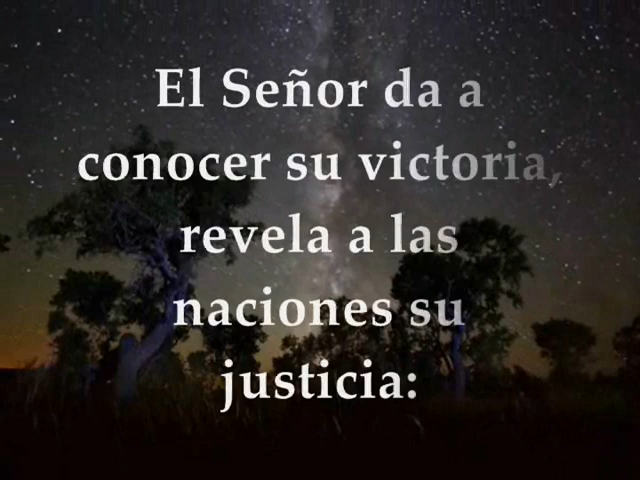 El Señor da a
conocer su victoria,
revela a las
naciones su
justicia: